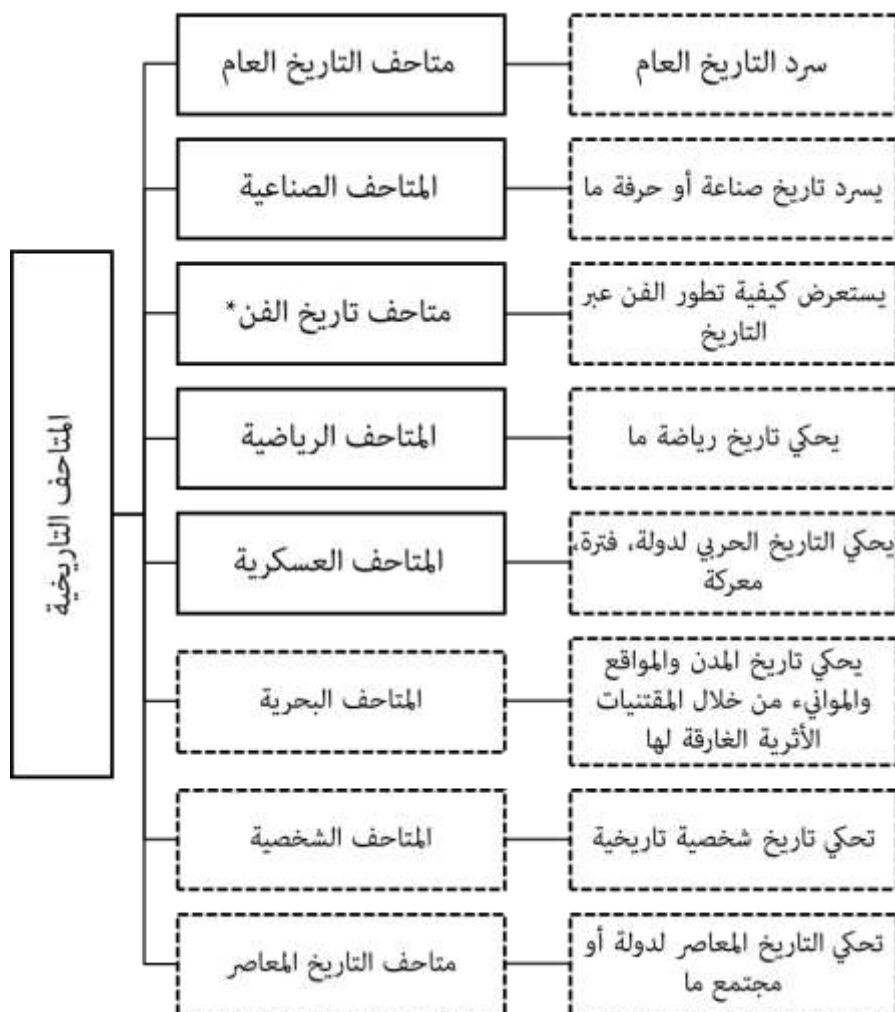 المتاحف التاريخية
متاحف التاريخ العام
سرد التاريخ العام
المتاحف الصناعية
يسرد تاريخ صناعة أو حرفة ما
متاحف تاريخ الفن*
يستعرض كيفية تطور الفن عبر
التاريخ
المتاحف الرياضية
يحكي تاريخ رياضة ما
المتاحف العسكرية
يحكي التاريخ الحربي لدولة، فترة،
معركة
المتاحف البحرية
يحكي تاريخ المدن والمواقع
والموانيء من خلال المقتنيات
الأثرية الغارقة لها
المتاحف الشخصية
تحكي تاريخ شخصية تاريخية
متاحف التاريخ المعاصر
تحكي التاريخ المعاصر لدولة أو
مجتمع ما